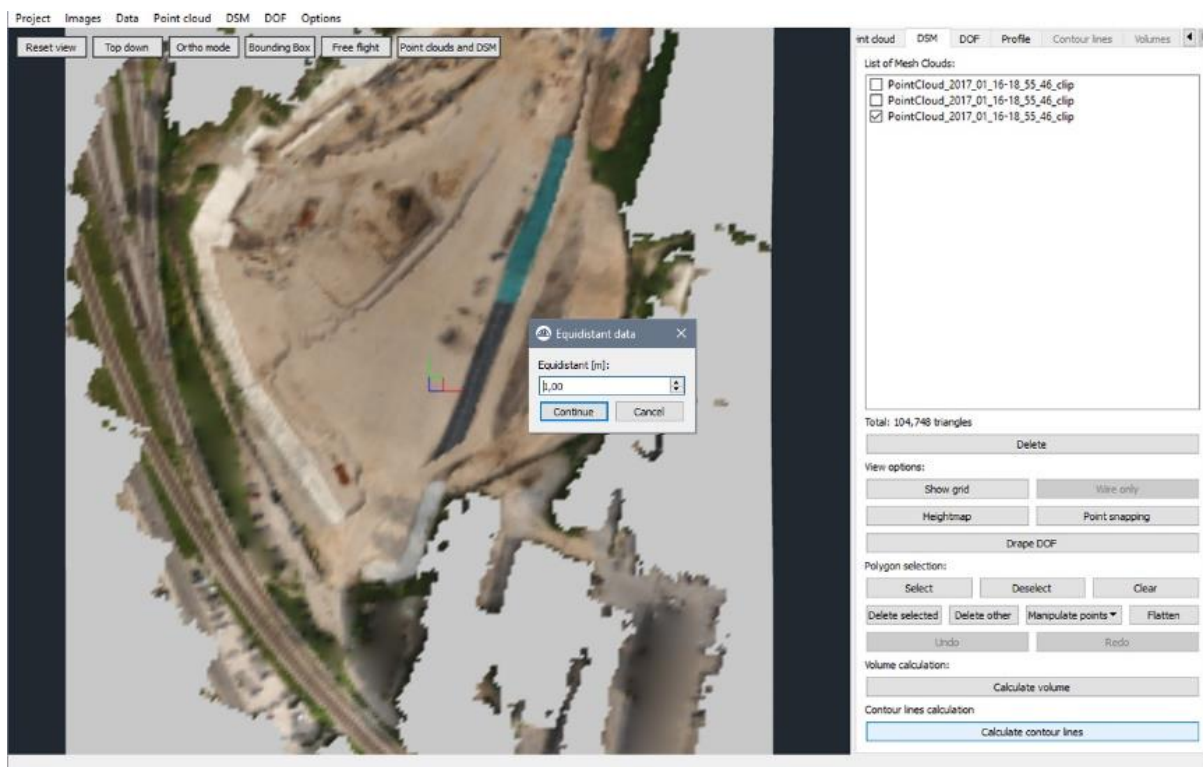 Project Images Data Point cloud DSM DOF Options
Reset view Top down Ortho mode Bounding Box Free flight Point clouds and DSM
int cloud DSM DOF Profile Contour lines Volumes
List of Mesh Clouds:
PointCloud_2017_01_16-18_55_46_clip
PointCloud_2017_01_16-18_55_46_clip
PointCloud_2017_01_16-18_55_46_clip
Equidistant data
Equidistant [m]:
1,00
Continue Cancel
Total: 104,748 triangles
Delete
View options:
Show grid Wire only
Heightmap Point snapping
Drape DOF
Polygon selection:
Select Deselect Clear
Delete selected Delete other Manipulate points Flatten
Undo Redo
Volume calculation:
Calculate volume
Contour lines calculation
Calculate contour lines